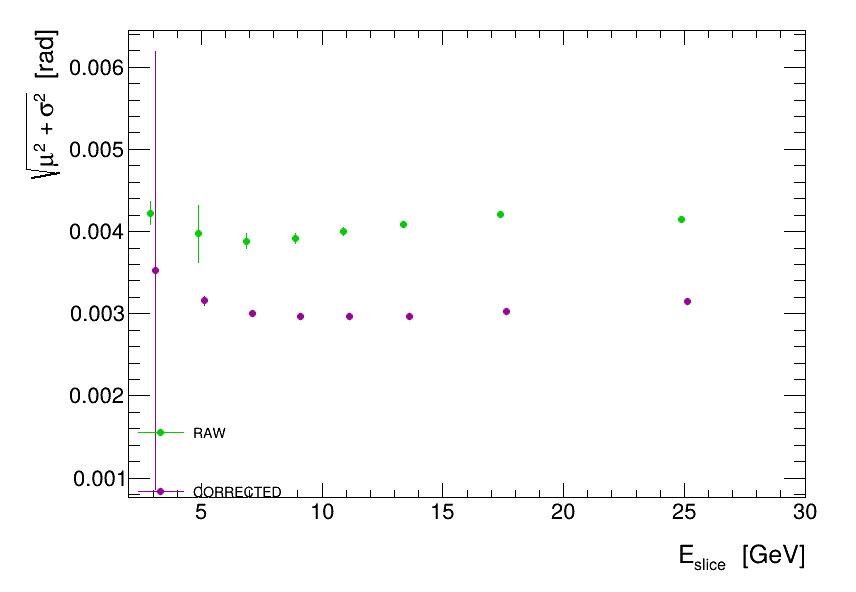 √μ² + σ² [rad]
0.006
0.005
0.004
0.003
0.002
0.001
RAW
CORRECTED
5 10 15 20 25 30
E_slice [GeV]